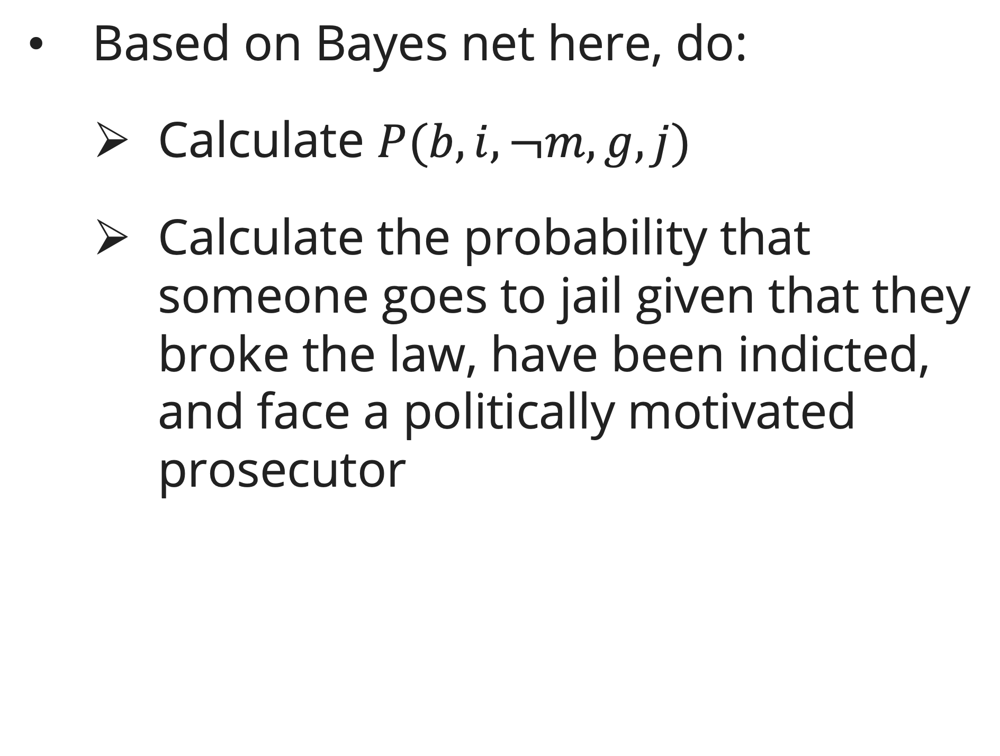 • Based on Bayes net here, do:
➢ Calculate 𝑃(𝑏, 𝑖, ¬𝑚, 𝑔, 𝑗)
➢ Calculate the probability that
someone goes to jail given that they
broke the law, have been indicted,
and face a politically motivated
prosecutor